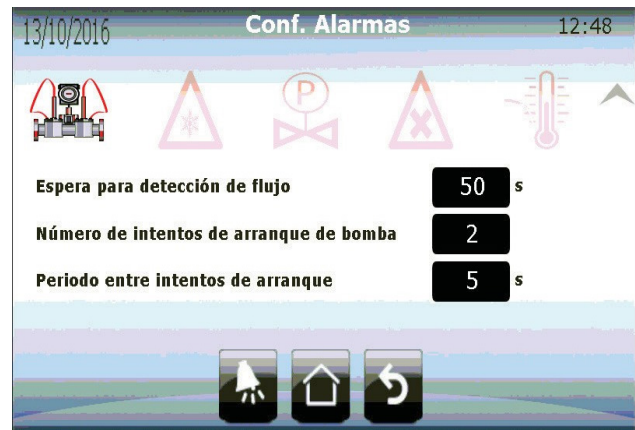 13/10/2016 Conf. Alarmas 12:48
P
Espera para detección de flujo 50 s
Número de intentos de arranque de bomba 2
Periodo entre intentos de arranque 5 s